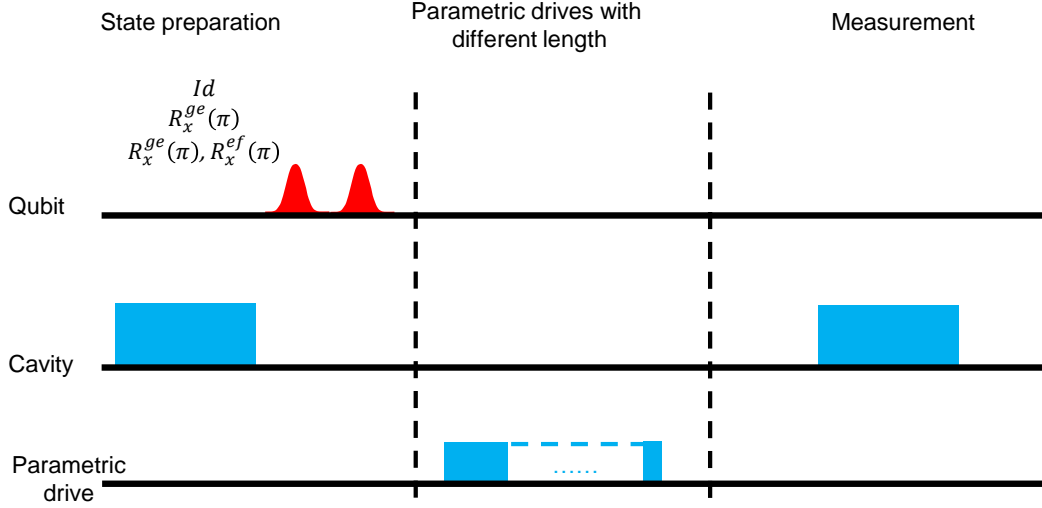 State preparation
Parametric drives with
different length
Measurement
Id
R_x^{ge}(π)
R_x^{ge}(π), R_x^{ef}(π)
Qubit
Cavity
......
Parametric
drive